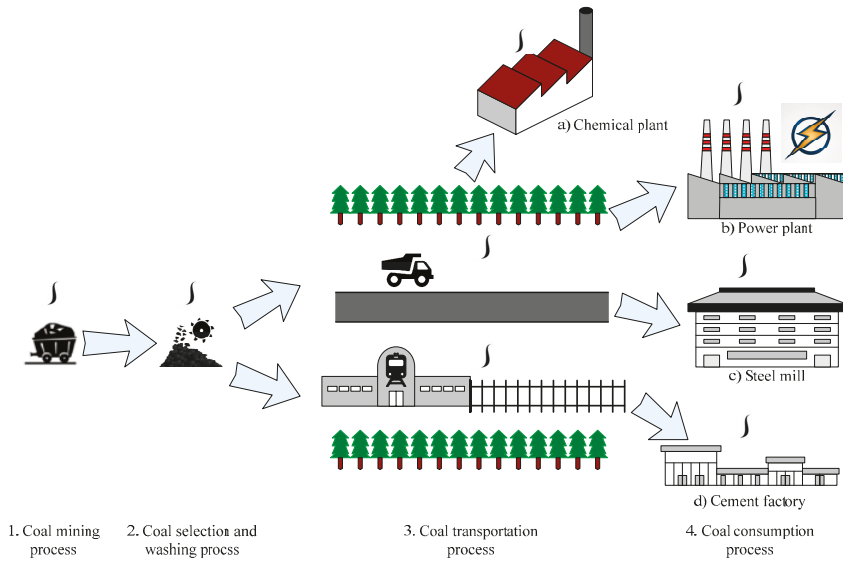 a) Chemical plant
b) Power plant
c) Steel mill
d) Cement factory
1. Coal mining
process
2. Coal selection and
washing procss
3. Coal transportation
process
4. Coal consumption
process